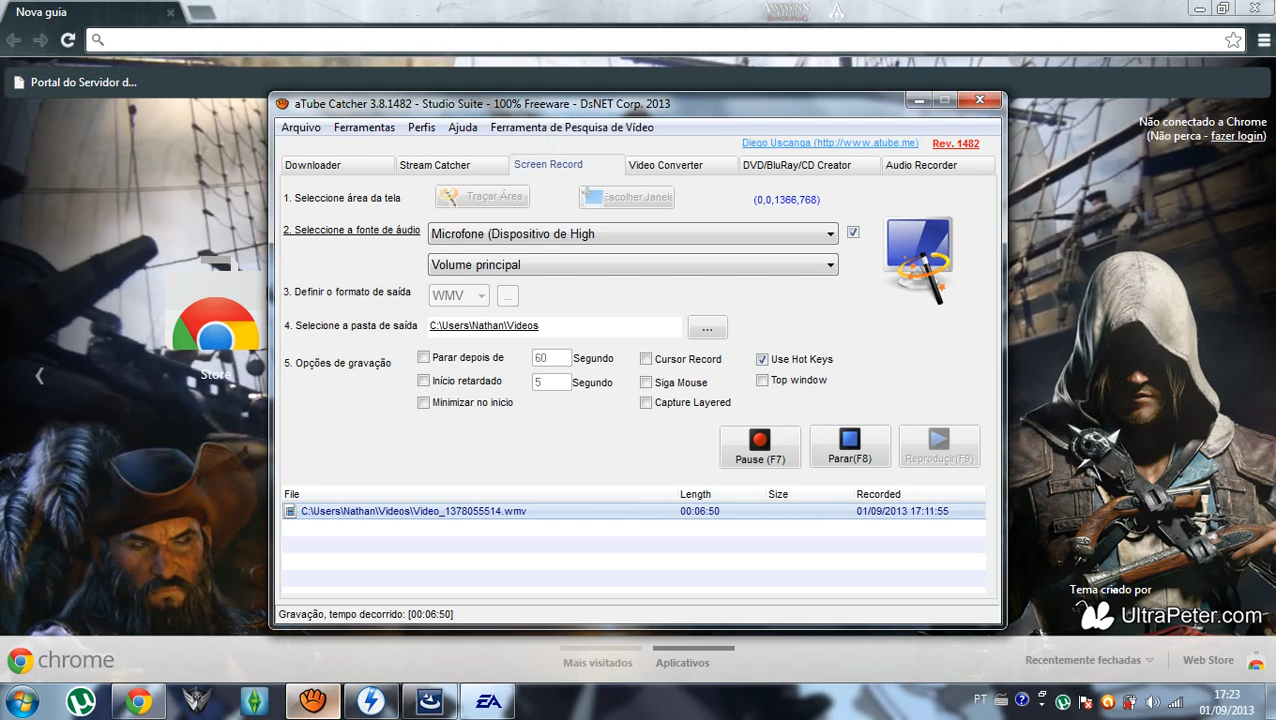 Nova guia
ASSASSIN'S
Portal do Servidor d...
Não conectado a Chrome
(Não perca - fazer login)
aTube Catcher 3.8.1482 - Studio Suite - 100% Freeware - DsNET Corp. 2013
Arquivo Ferramentas Perfis Ajuda Ferramenta de Pesquisa de Vídeo
Diego Uscanga (http://www.atube.me) Rev. 1482
Downloader Stream Catcher Screen Record Video Converter DVD/BluRay/CD Creator Audio Recorder
1. Seleccione área da tela Traçar Área Escolher Janela (0,0,1366,768)
2. Seleccione a fonte de áudio Microfone (Dispositivo de High
Volume principal
3. Definir o formato de saída WMV ...
4. Selecione a pasta de saída C:\Users\Nathan\Videos ...
5. Opções de gravação Parar depois de 60 Segundo Cursor Record Use Hot Keys
Início retardado 5 Segundo Siga Mouse Top window
Minimizar no inicio Capture Layered
Pause (F7) Parar(F8) Reproduçir(F9)
File Length Size Recorded
C:\Users\Nathan\Videos\Video_1378055514.wmv 00:06:50 01/09/2013 17:11:55
Gravação, tempo decorrido: [00:06:50]
Store
Tema criado por
UltraPeter.com
chrome Mais visitados Aplicativos Recentemente fechadas Web Store
EA PT 17:23
01/09/2013